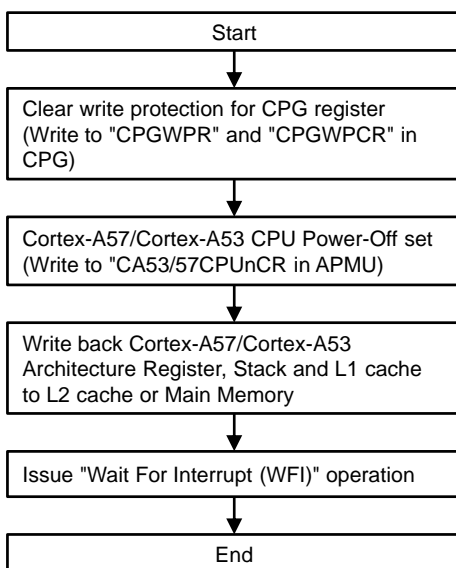 Start
Clear write protection for CPG register
(Write to "CPGWPR" and "CPGWPCR" in
CPG)
Cortex-A57/Cortex-A53 CPU Power-Off set
(Write to "CA53/57CPUnCR in APMU)
Write back Cortex-A57/Cortex-A53
Architecture Register, Stack and L1 cache
to L2 cache or Main Memory
Issue "Wait For Interrupt (WFI)" operation
End